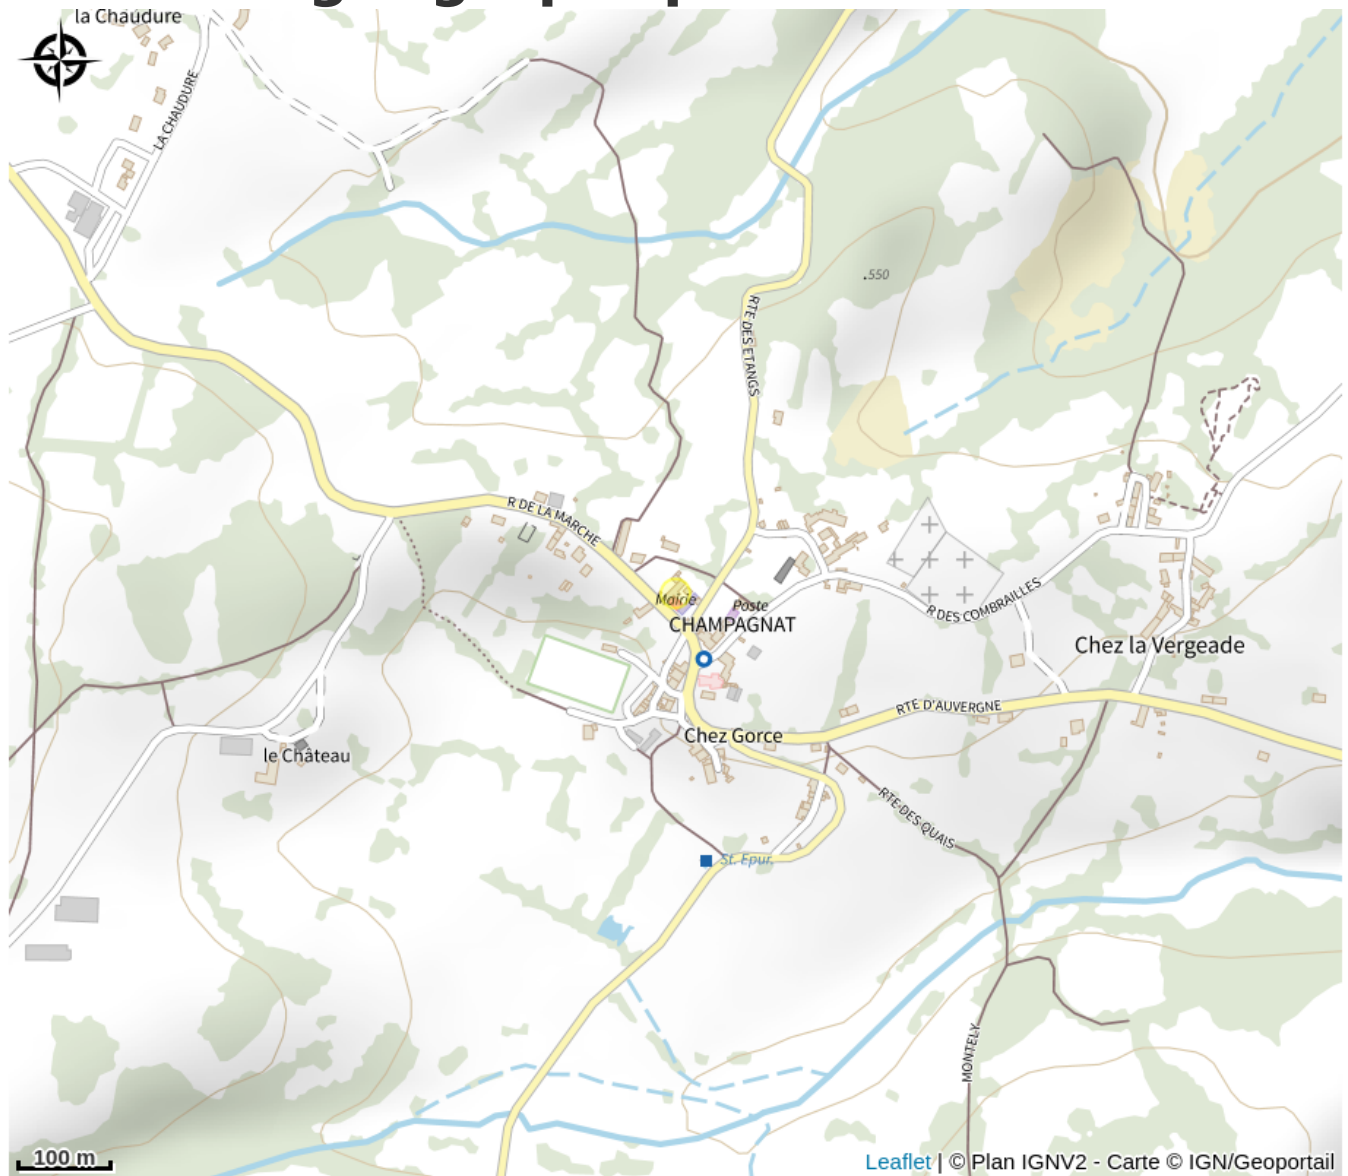 la Chaudure
LA CHAUDURE
.550
RTE DES ETANGS
R DE LA MARCHE
Mairie
Poste
CHAMPAGNAT
R DES COMBRAILLES
Chez la Vergeade
RTE D'AUVERGNE
Chez Gorce
le Château
RTE DES QUAIS
St. Epur.
MONTELY
100 m
Leaflet | © Plan IGNV2 - Carte © IGN/Geoportail